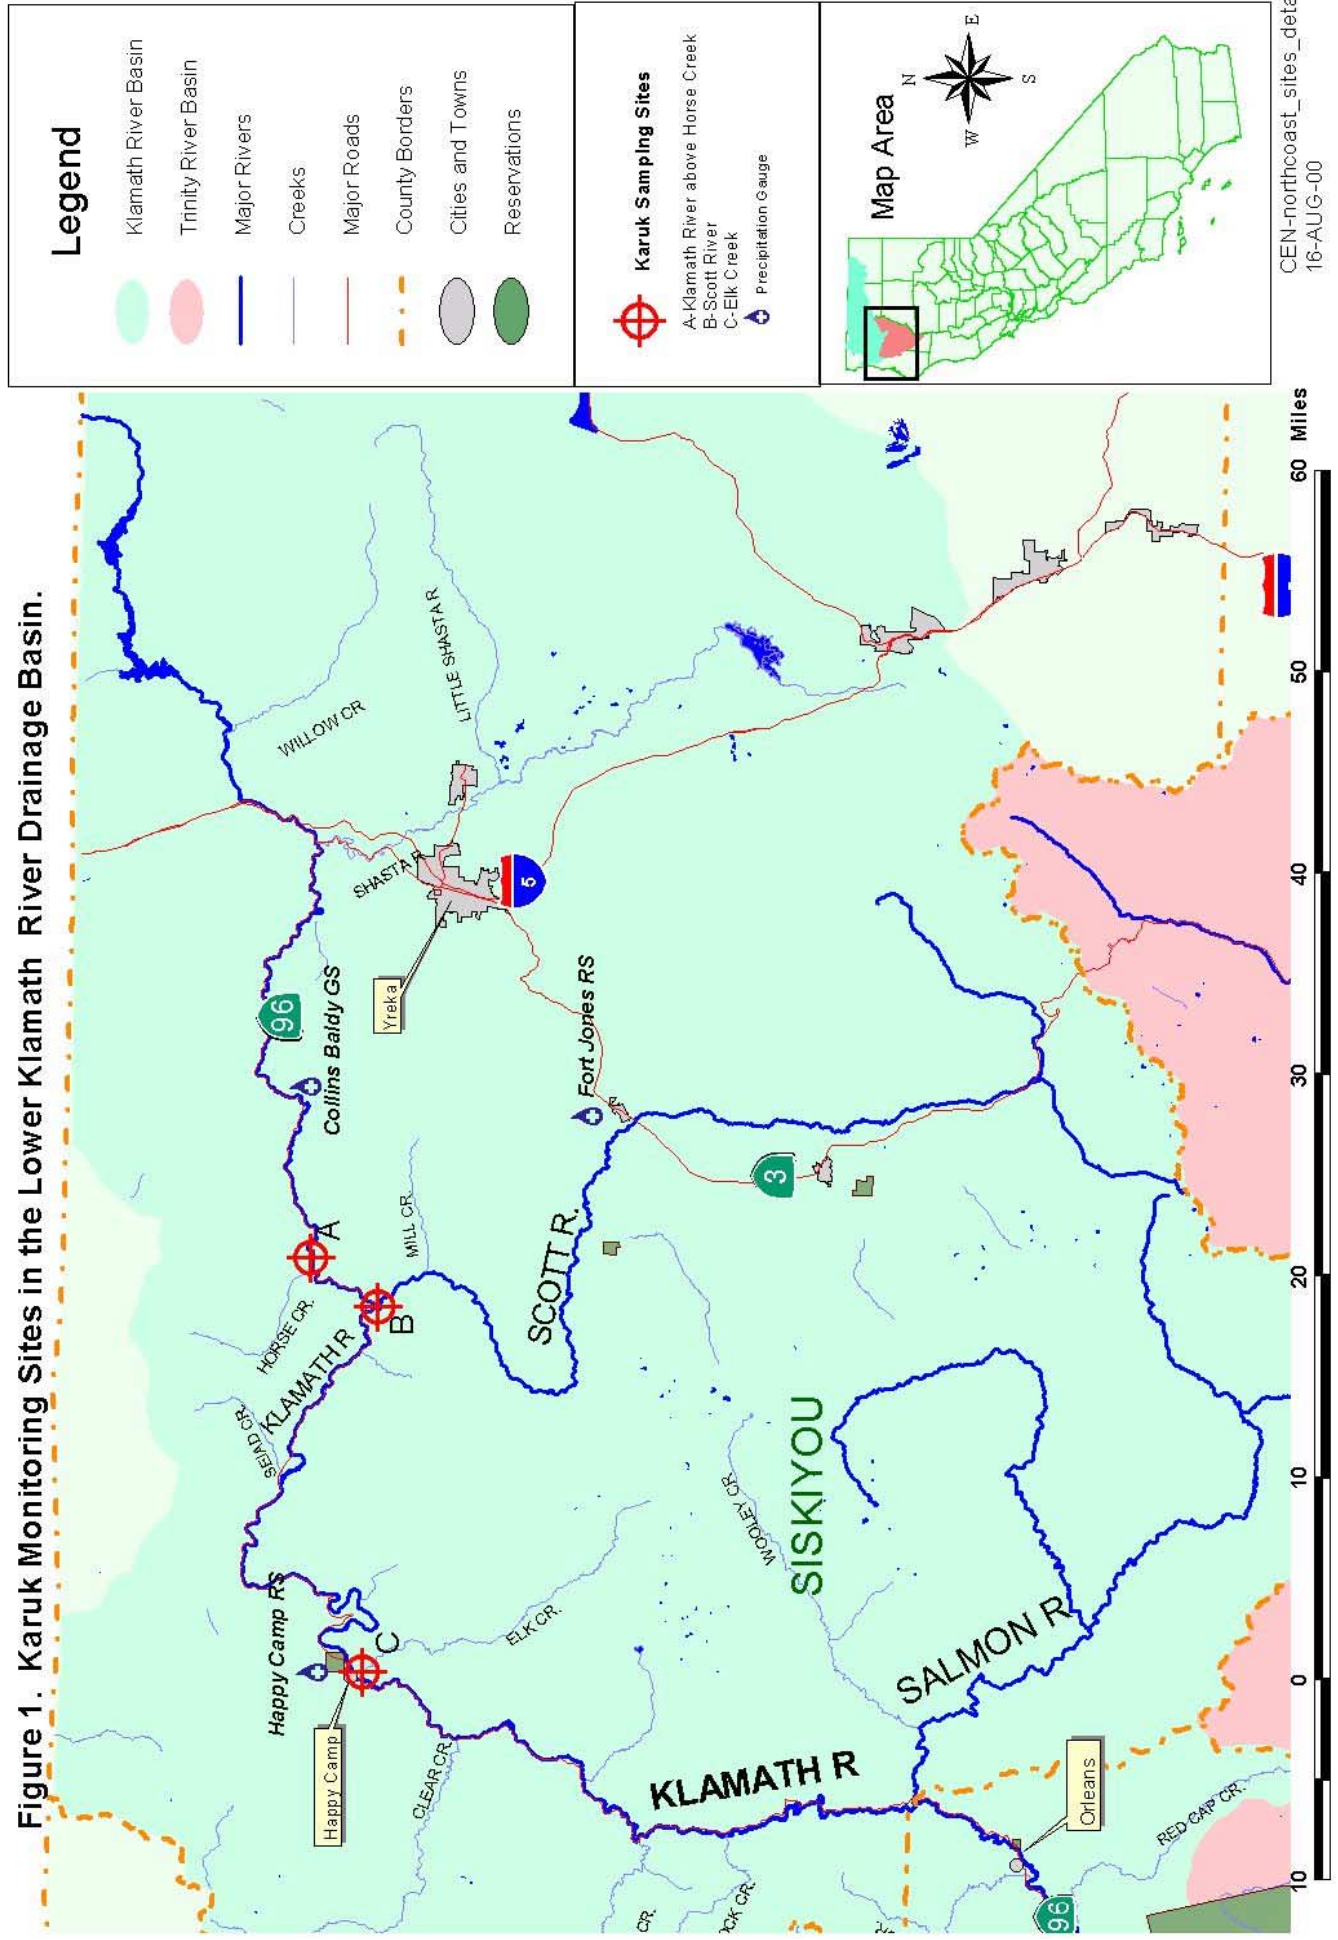 Figure 1. Karuk Monitoring Sites in the Lower Klamath River Drainage Basin.
Legend
Klamath River Basin
Trinity River Basin
Major Rivers
Creeks
Major Roads
County Borders
Cities and Towns
Reservations
Karuk Sampling Sites
A-Klamath River above Horse Creek
B-Scott River
C-Elk Creek
Precipitation Gauge
Map Area
N
W
E
S
CEN-northcoast_sites_deta
16-AUG-00
WILLOW CR
LITTLE SHASTA R
SHASTA R
96
Collins Baldy GS
Yreka
5
Fort Jones RS
A
HORSE CR.
MILL CR.
B
KLAMATH R
SEIAD CR.
SCOTT R.
3
Happy Camp RS
Happy Camp
C
ELK CR.
CLEAR CR.
WOOLEY CR.
SISKIYOU
SALMON R
KLAMATH R
Orleans
RED CAP CR.
CR.
OCK CR.
96
10 0 10 20 30 40 50 60 Miles